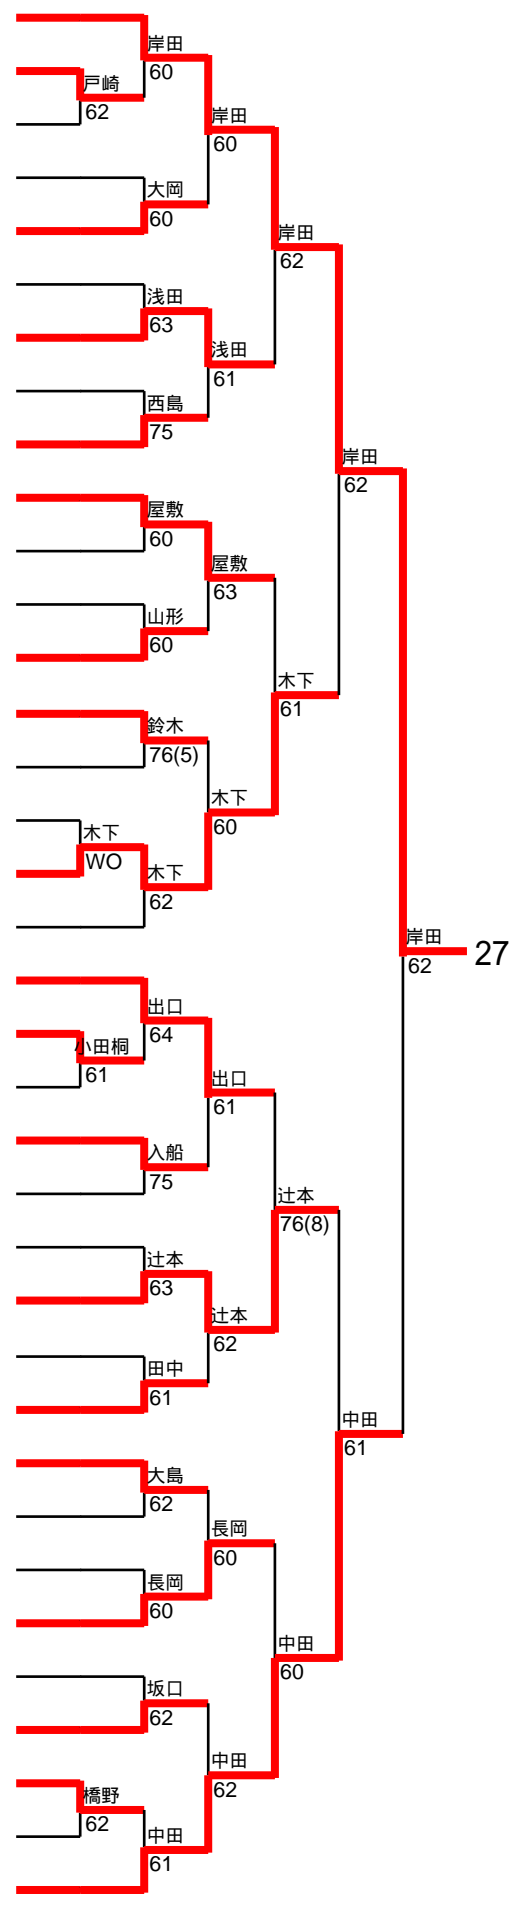 岸田
60
戸崎
62
岸田
60
大岡
60
岸田
62
浅田
63
浅田
61
西島
75
岸田
62
屋敷
60
屋敷
63
山形
60
木下
61
鈴木
76(5)
木下
60
木下
WO
木下
62
岸田
62
27
出口
64
小田桐
61
出口
61
入船
75
辻本
76(8)
辻本
63
辻本
62
田中
61
中田
61
大島
62
長岡
60
長岡
60
中田
60
坂口
62
中田
62
橋野
62
中田
61